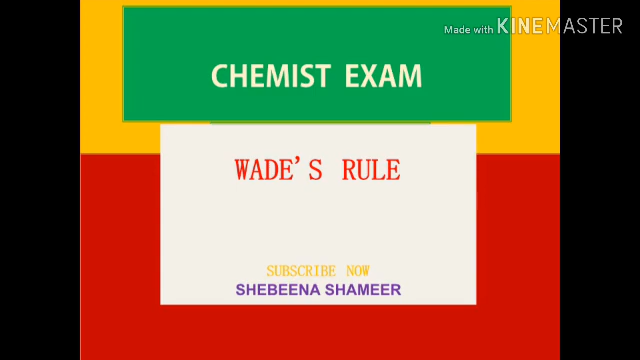 Made with KINEMASTER
CHEMIST EXAM
WADE'S RULE
SUBSCRIBE NOW
SHEBEENA SHAMEER